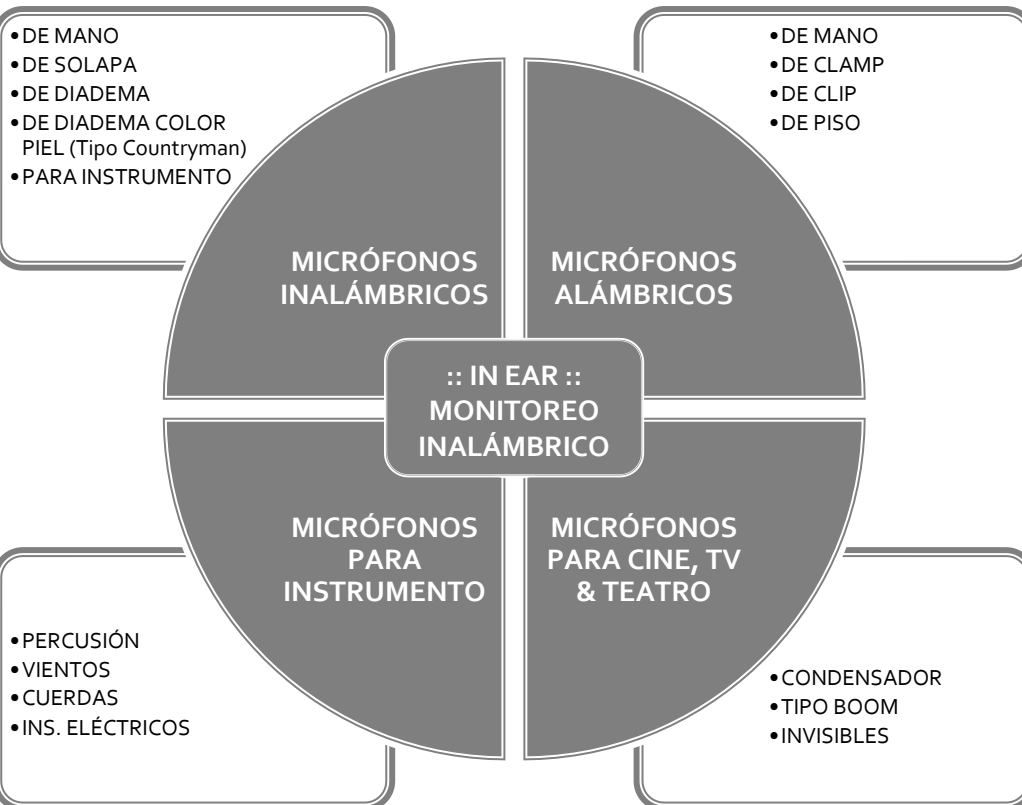 •DE MANO
•DE SOLAPA
•DE DIADEMA
•DE DIADEMA COLOR
PIEL (Tipo Countryman)
•PARA INSTRUMENTO
•DE MANO
•DE CLAMP
•DE CLIP
•DE PISO
MICRÓFONOS
INALÁMBRICOS
MICRÓFONOS
ALÁMBRICOS
:: IN EAR ::
MONITOREO
INALÁMBRICO
MICRÓFONOS
PARA
INSTRUMENTO
MICRÓFONOS
PARA CINE, TV
& TEATRO
•PERCUSIÓN
•VIENTOS
•CUERDAS
•INS. ELÉCTRICOS
•CONDENSADOR
•TIPO BOOM
•INVISIBLES